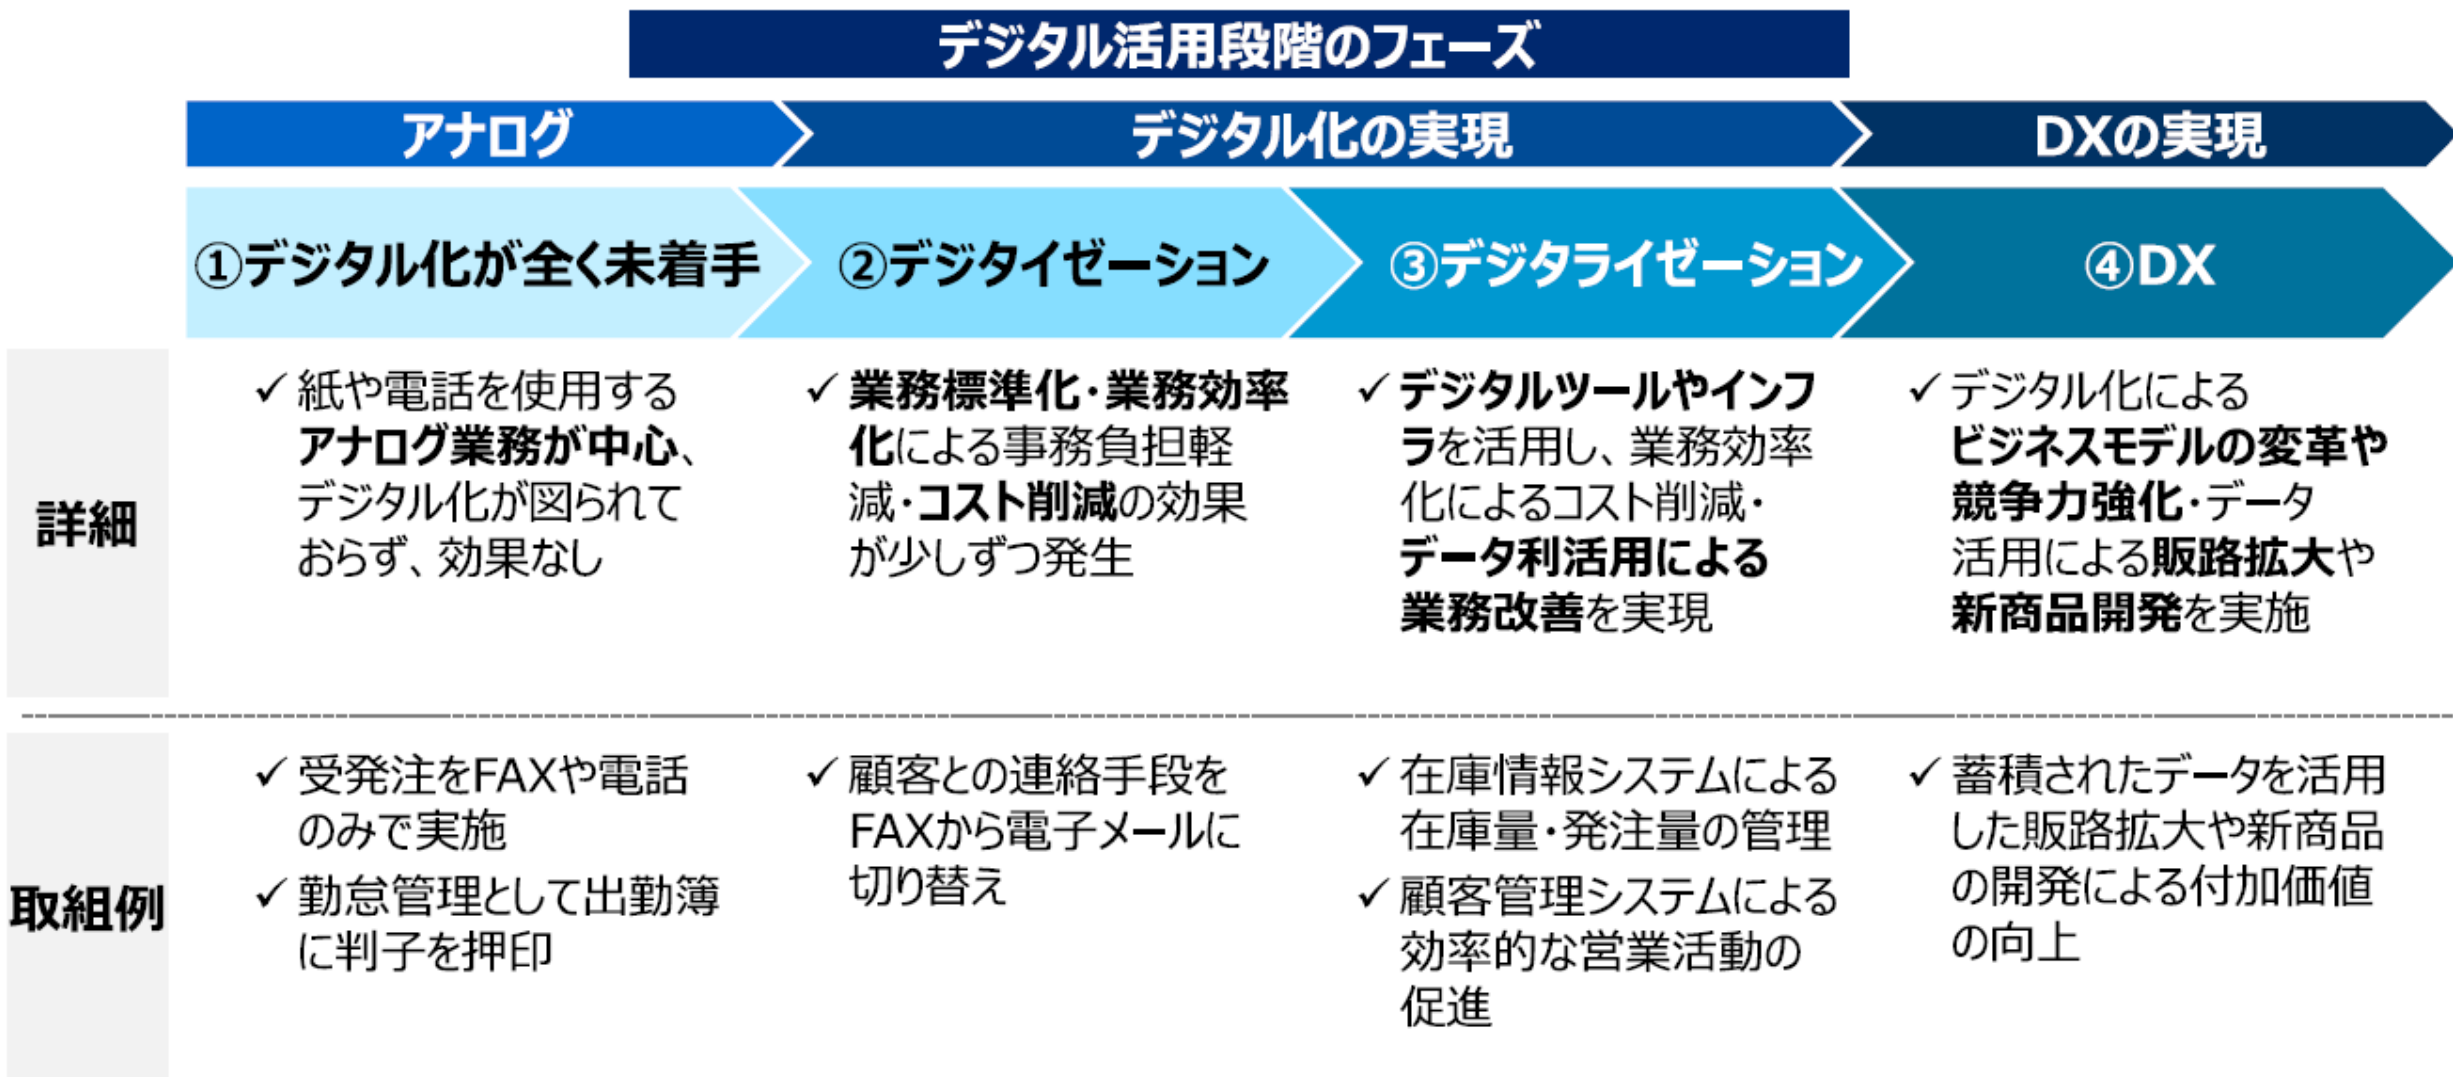 デジタル活用段階のフェーズ
アナログ
デジタル化の実現
DXの実現
①デジタル化が全く未着手
②デジタイゼーション
③デジタライゼーション
④DX
詳細
✓ 紙や電話を使用する
アナログ業務が中心、
デジタル化が図られて
おらず、効果なし
✓ 業務標準化・業務効率
化による事務負担軽
減・コスト削減の効果
が少しずつ発生
✓ デジタルツールやインフ
ラを活用し、業務効率
化によるコスト削減・
データ利活用による
業務改善を実現
✓ デジタル化による
ビジネスモデルの変革や
競争力強化・データ
活用による販路拡大や
新商品開発を実施
取組例
✓ 受発注をFAXや電話
のみで実施
✓ 勤怠管理として出勤簿
に判子を押印
✓ 顧客との連絡手段を
FAXから電子メールに
切り替え
✓ 在庫情報システムによる
在庫量・発注量の管理
✓ 顧客管理システムによる
効率的な営業活動の
促進
✓ 蓄積されたデータを活用
した販路拡大や新商品
の開発による付加価値
の向上